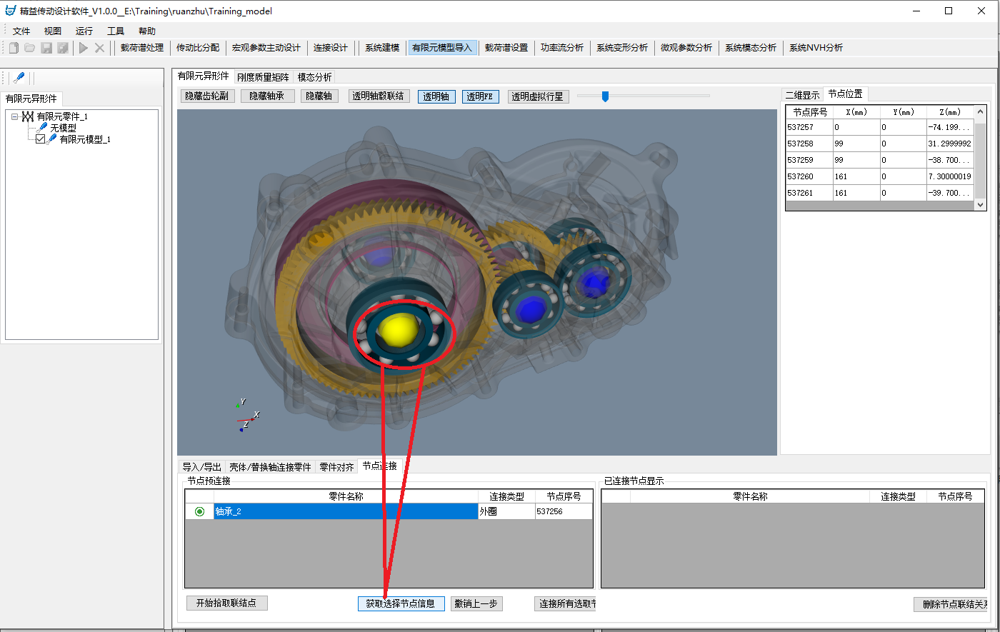 精益传动设计软件_V1.0.0__E:\Training\ruanzhu\Training_model
文件 视图 运行 工具 帮助
载荷谱处理 传动比分配 宏观参数主动设计 连接设计 系统建模 有限元模型导入 载荷谱设置 功率流分析 系统变形分析 微观参数分析 系统模态分析 系统NVH分析
有限元异形件
有限元零件_1
无模型
有限元模型_1
有限元异形件 刚度质量矩阵 模态分析
隐藏齿轮副 隐藏轴承 隐藏轴 透明轴毂联结 透明轴 透明FE 透明虚拟行星
Y
X
Z
二维显示 节点位置
节点序号 X(mm) Y(mm) Z(mm)
537257 0 0 -74.199...
537258 99 0 31.2999992
537259 99 0 -38.700...
537260 161 0 7.30000019
537261 161 0 -39.700...
导入/导出 壳体/替换轴连接零件 零件对齐 节点连接
节点预连接
零件名称 连接类型 节点序号
轴承_2 外圈 537256
开始拾取联结点 获取选择节点信息 撤销上一步 连接所有选取节
已连接节点显示
零件名称 连接类型 节点序号
删除节点联结关系